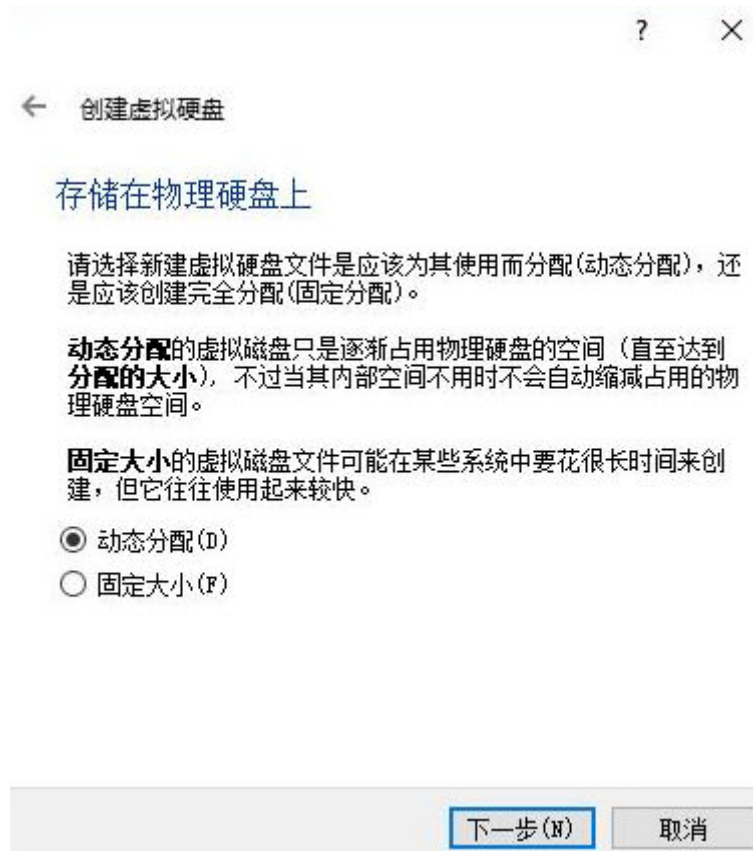 ?
创建虚拟硬盘
存储在物理硬盘上
请选择新建虚拟硬盘文件是应该为其使用而分配(动态分配)，还
是应该创建完全分配(固定分配)。
动态分配的虚拟磁盘只是逐渐占用物理硬盘的空间（直至达到
分配的大小），不过当其内部空间不用时不会自动缩减占用的物
理硬盘空间。
固定大小的虚拟磁盘文件可能在某些系统中要花很长时间来创
建，但它往往使用起来较快。
动态分配(D)
固定大小(F)
下一步(N) 取消